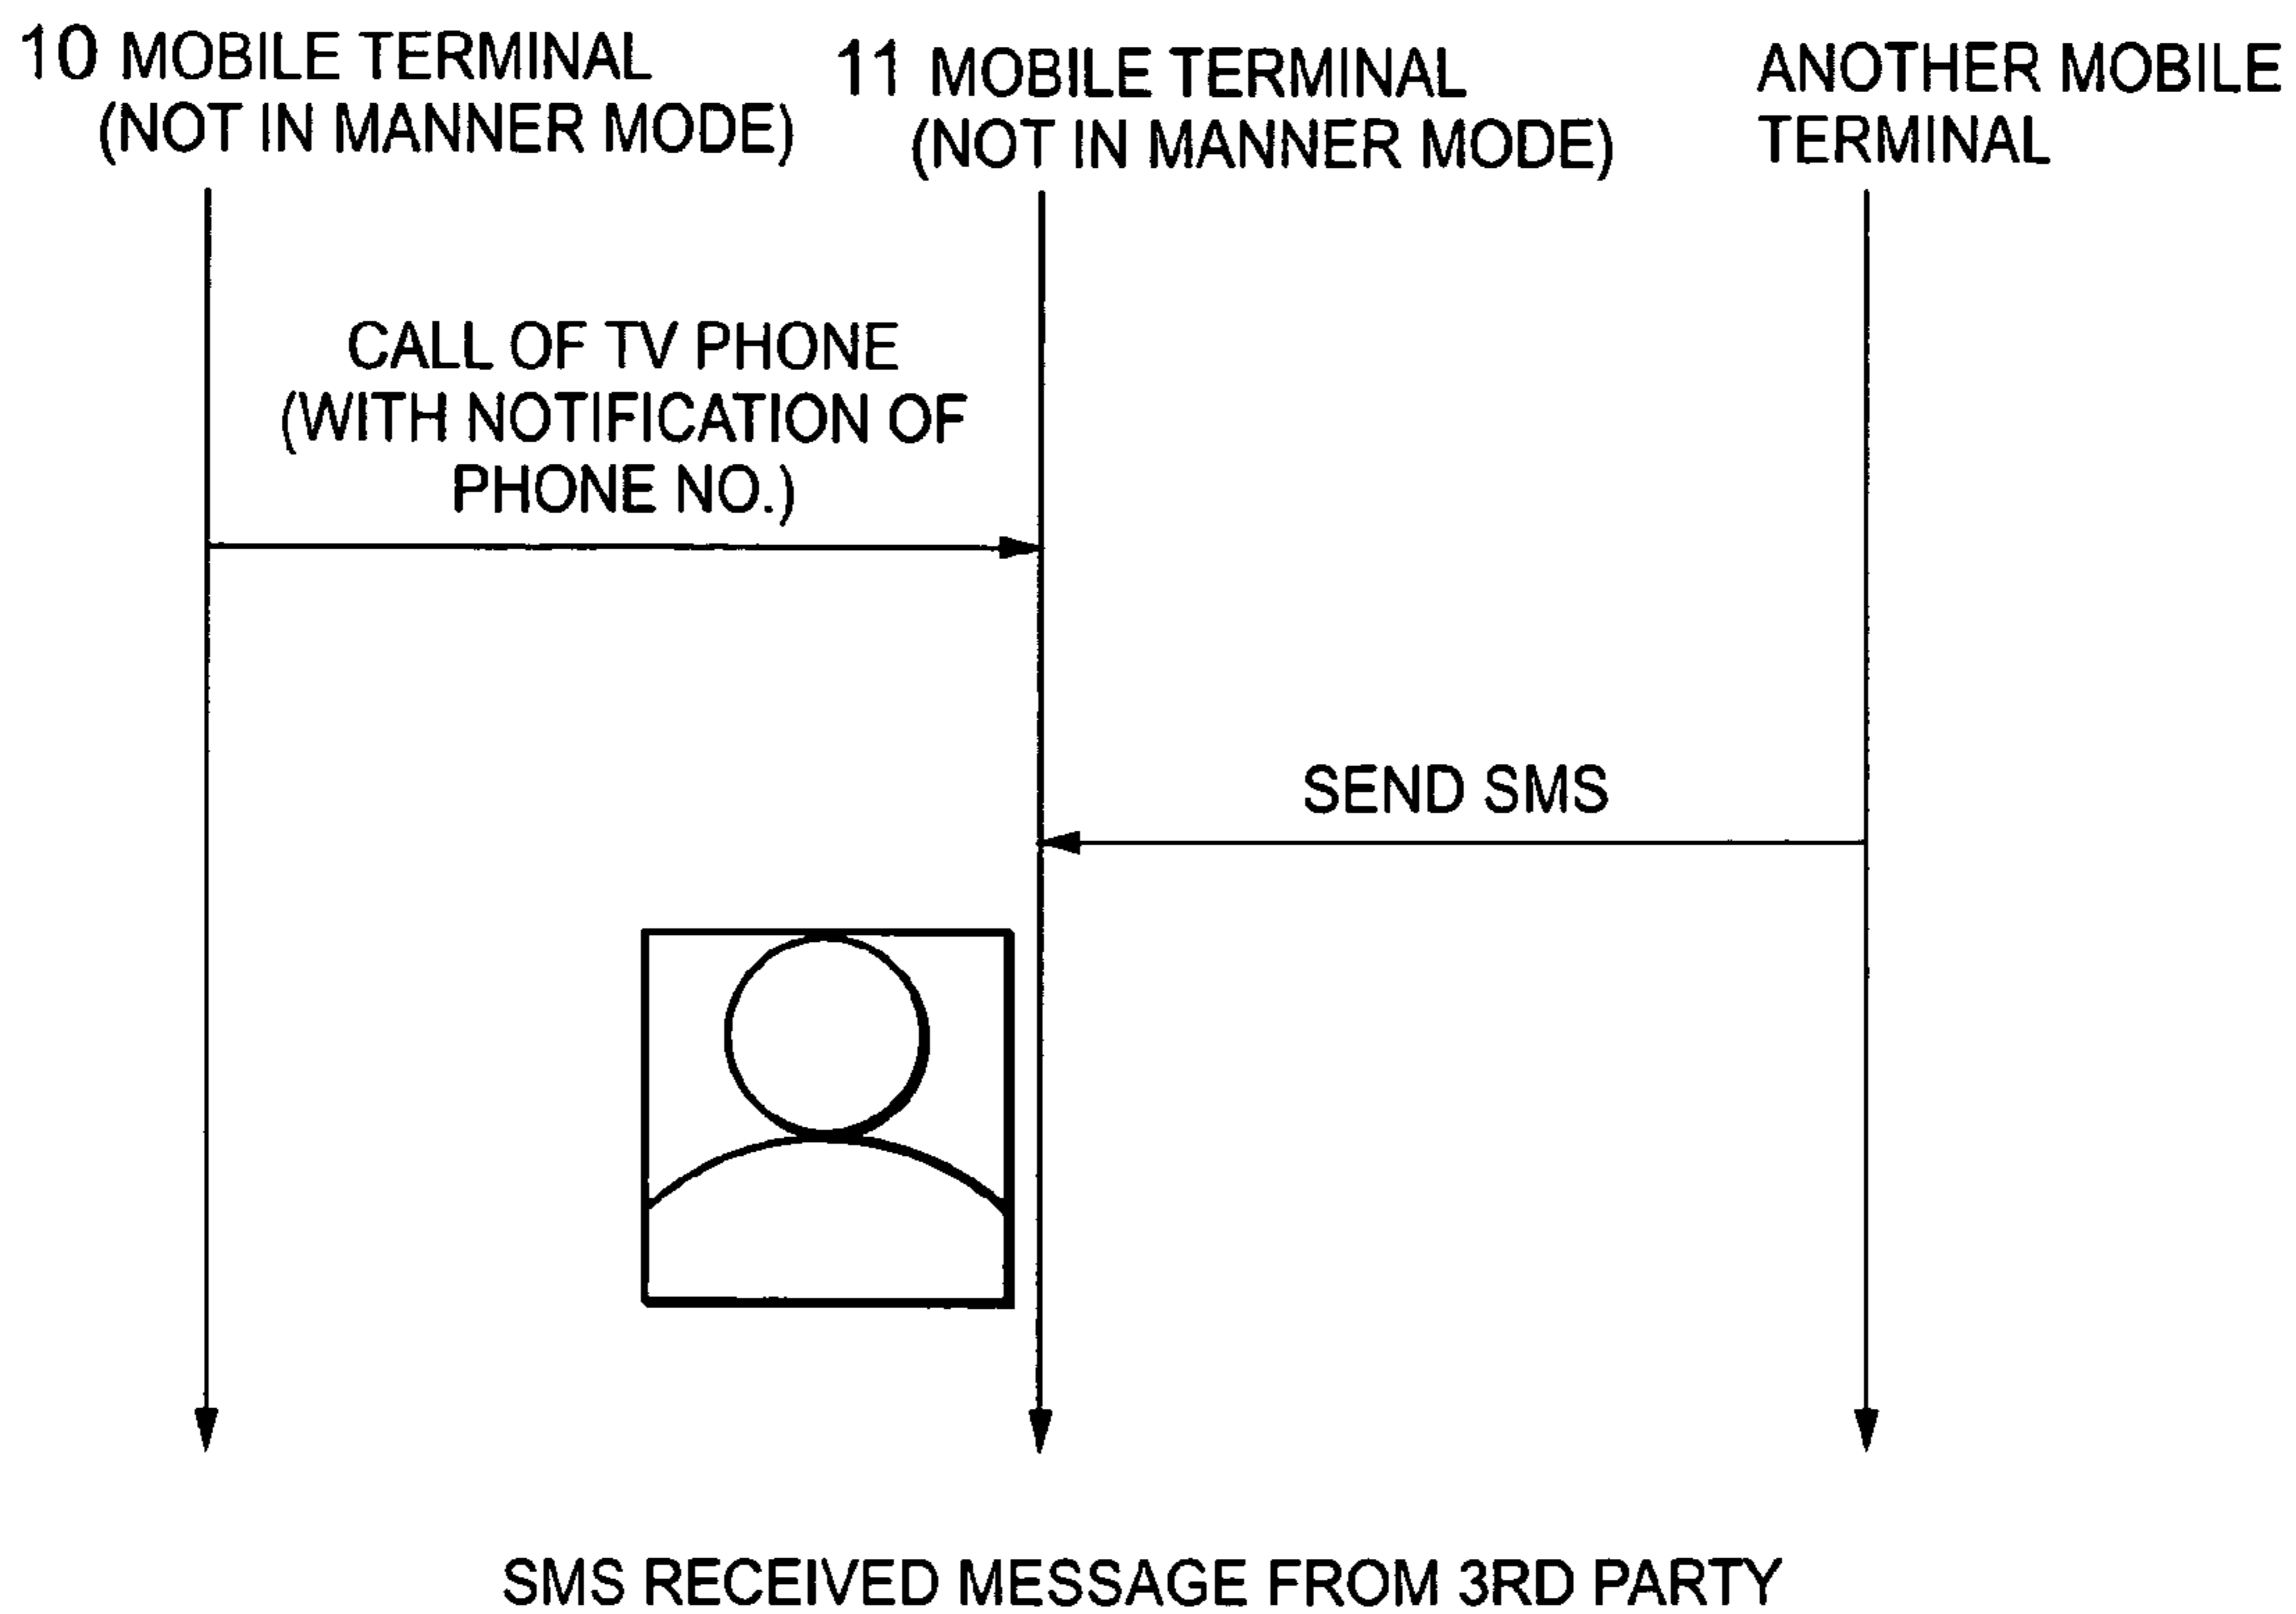 10 MOBILE TERMINAL
(NOT IN MANNER MODE)
11 MOBILE TERMINAL
(NOT IN MANNER MODE)
ANOTHER MOBILE
TERMINAL
CALL OF TV PHONE
(WITH NOTIFICATION OF
PHONE NO.)
SEND SMS
SMS RECEIVED MESSAGE FROM 3RD PARTY